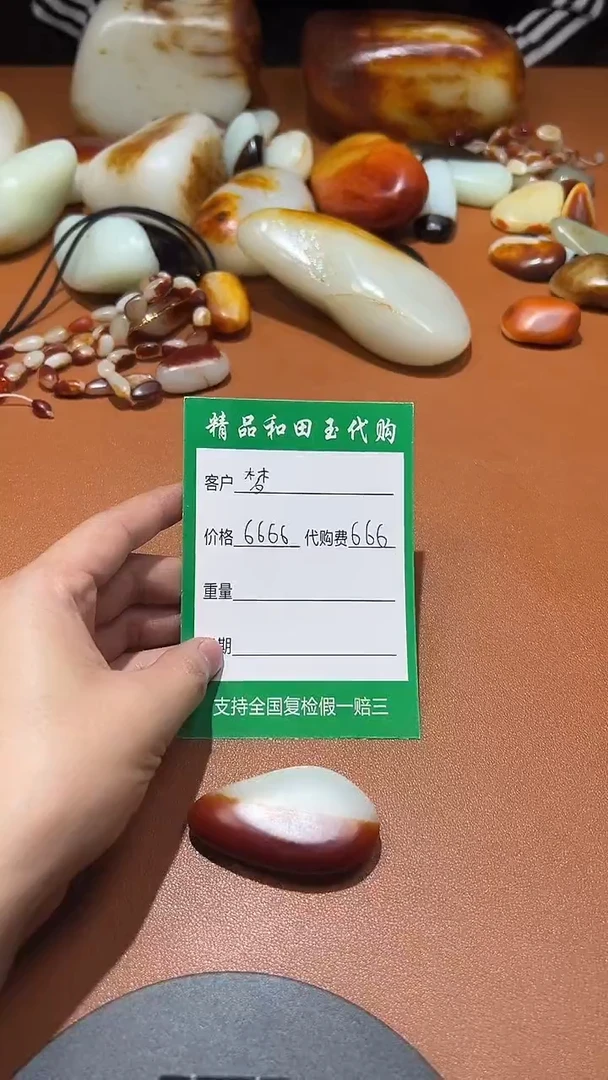 精品和田玉代购
客户 梦
价格 6666 代购费 666
重量
期
支持全国复检假一赔三